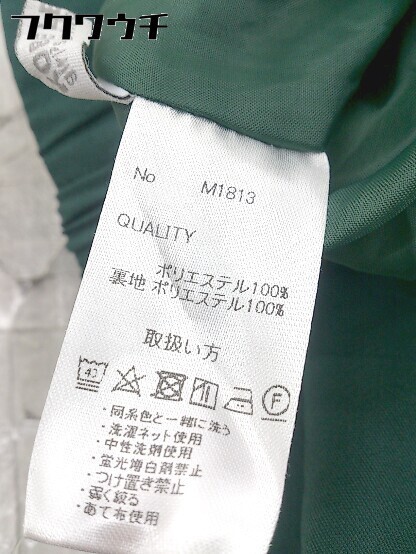 フクワウチ
No M1813
QUALITY
ポリエステル100%
裏地 ポリエステル100%
取扱い方
40 F
・同系色と一緒に洗う
・洗濯ネット使用
・中性洗剤使用
・蛍光増白剤禁止
・つけ置き禁止
・弱く絞る
・あて布使用